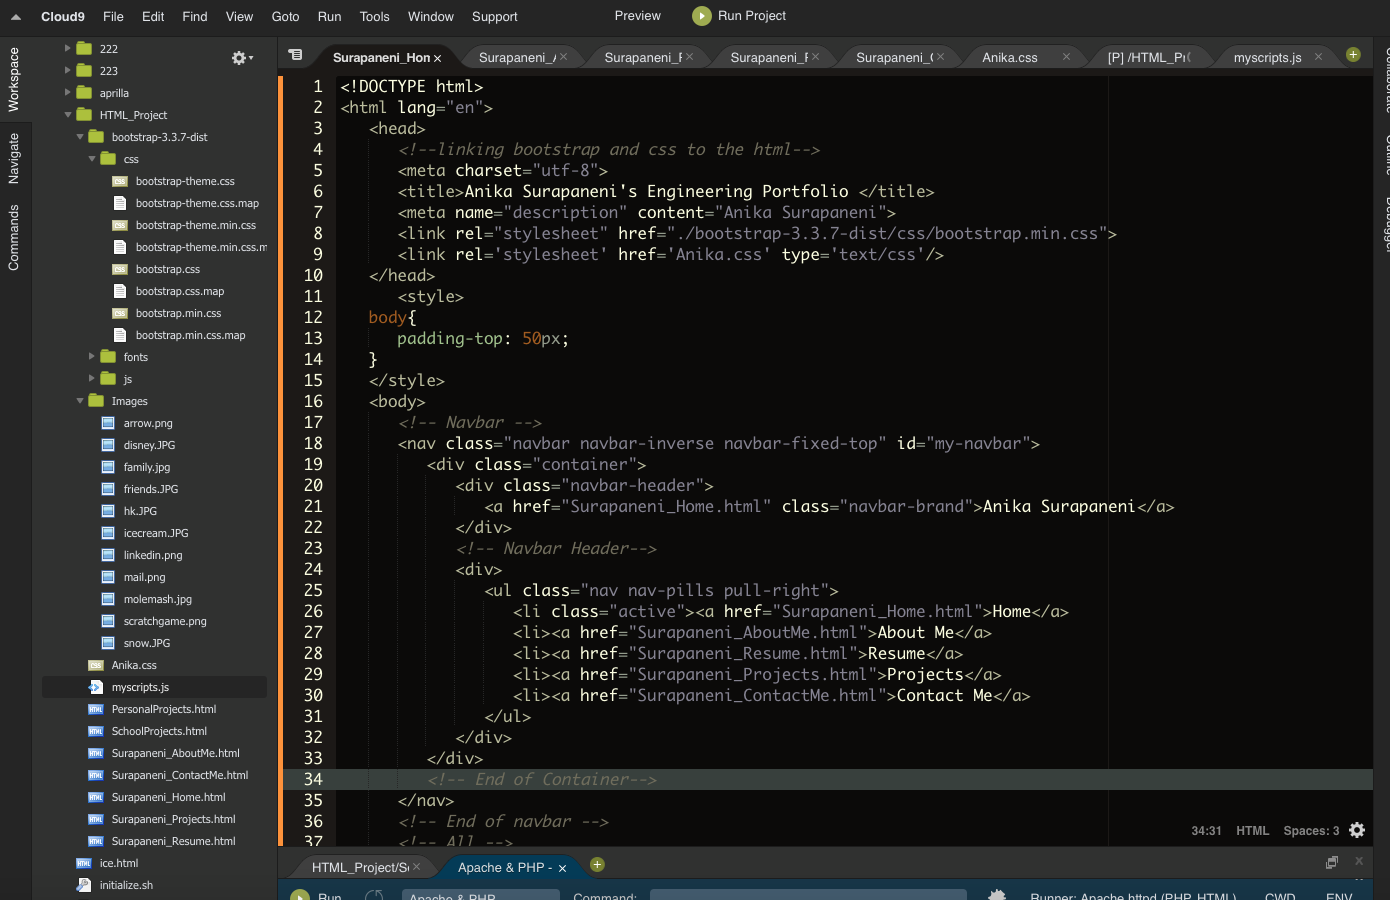 Cloud9 File Edit Find View Goto Run Tools Window Support Preview Run Project
Workspace
Navigate
Commands
222
223
aprilla
HTML_Project
bootstrap-3.3.7-dist
css
bootstrap-theme.css
bootstrap-theme.css.map
bootstrap-theme.min.css
bootstrap-theme.min.css.m
bootstrap.css
bootstrap.css.map
bootstrap.min.css
bootstrap.min.css.map
fonts
js
Images
arrow.png
disney.JPG
family.jpg
friends.JPG
hk.JPG
icecream.JPG
linkedin.png
mail.png
molemash.jpg
scratchgame.png
snow.JPG
Anika.css
myscripts.js
PersonalProjects.html
SchoolProjects.html
Surapaneni_AboutMe.html
Surapaneni_ContactMe.html
Surapaneni_Home.html
Surapaneni_Projects.html
Surapaneni_Resume.html
ice.html
initialize.sh
Surapaneni_Hon × Surapaneni_A × Surapaneni_F × Surapaneni_F × Surapaneni_C × Anika.css × [P] /HTML_Pr myscripts.js ×
1 <!DOCTYPE html>
2 <html lang="en">
3 <head>
4 <!--linking bootstrap and css to the html-->
5 <meta charset="utf-8">
6 <title>Anika Surapaneni's Engineering Portfolio </title>
7 <meta name="description" content="Anika Surapaneni">
8 <link rel="stylesheet" href="./bootstrap-3.3.7-dist/css/bootstrap.min.css">
9 <link rel='stylesheet' href='Anika.css' type='text/css'/>
10 </head>
11 <style>
12 body{
13 padding-top: 50px;
14 }
15 </style>
16 <body>
17 <!-- Navbar -->
18 <nav class="navbar navbar-inverse navbar-fixed-top" id="my-navbar">
19 <div class="container">
20 <div class="navbar-header">
21 <a href="Surapaneni_Home.html" class="navbar-brand">Anika Surapaneni</a>
22 </div>
23 <!-- Navbar Header-->
24 <div>
25 <ul class="nav nav-pills pull-right">
26 <li class="active"><a href="Surapaneni_Home.html">Home</a>
27 <li><a href="Surapaneni_AboutMe.html">About Me</a>
28 <li><a href="Surapaneni_Resume.html">Resume</a>
29 <li><a href="Surapaneni_Projects.html">Projects</a>
30 <li><a href="Surapaneni_ContactMe.html">Contact Me</a>
31 </ul>
32 </div>
33 </div>
34 <!-- End of Container-->
35 </nav>
36 <!-- End of navbar -->
37 <!-- All -->
34:31 HTML Spaces: 3
HTML_Project/S × Apache & PHP - ×
Run Apache & PHP Command: Runner: Apache httpd (PHP, HTML) CWD ENV